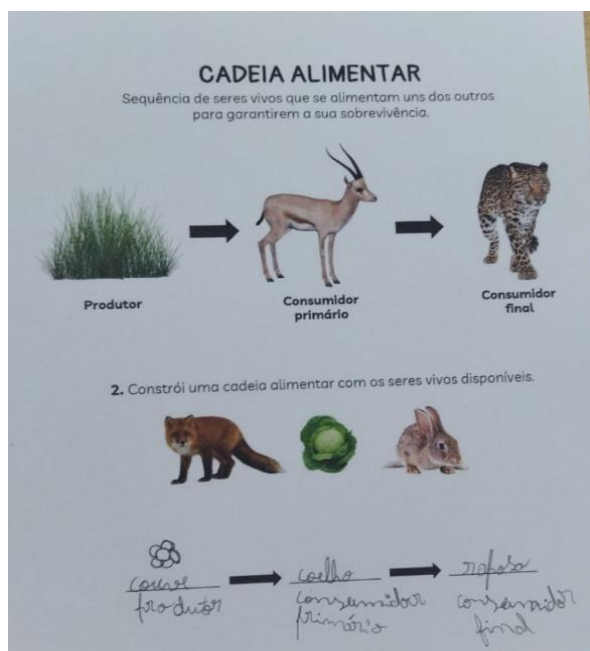 CADEIA ALIMENTAR
Sequência de seres vivos que se alimentam uns dos outros
para garantirem a sua sobrevivência.
Produtor
Consumidor
primário
Consumidor
final
2. Constrói uma cadeia alimentar com os seres vivos disponíveis.
couve
produtor
coelho
consumidor
primário
raposa
consumidor
final